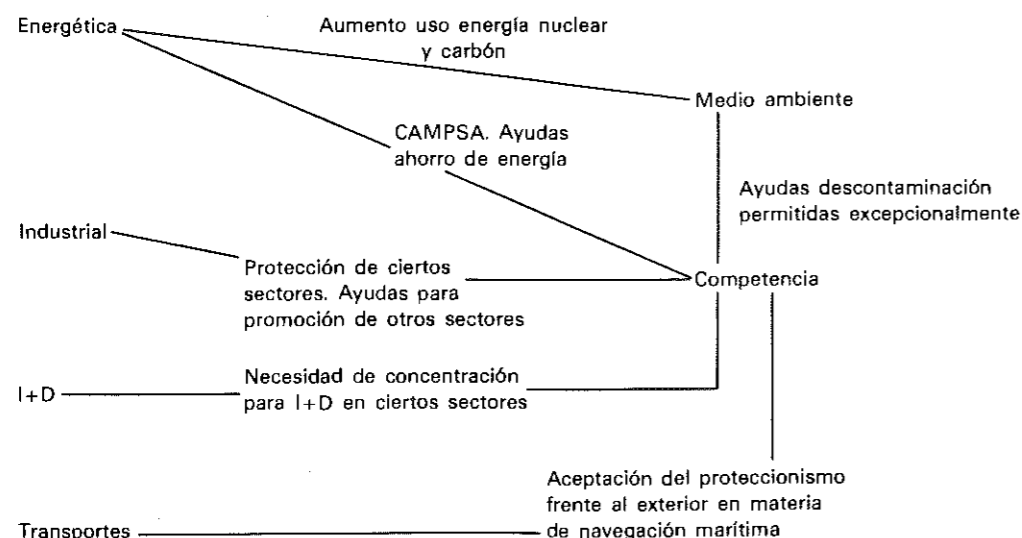 Energética
Aumento uso energía nuclear
y carbón
Medio ambiente
CAMPSA. Ayudas
ahorro de energía
Ayudas descontaminación
permitidas excepcionalmente
Industrial
Protección de ciertos
sectores. Ayudas para
promoción de otros sectores
Competencia
I+D
Necesidad de concentración
para I+D en ciertos sectores
Aceptación del proteccionismo
frente al exterior en materia
de navegación marítima
Transportes